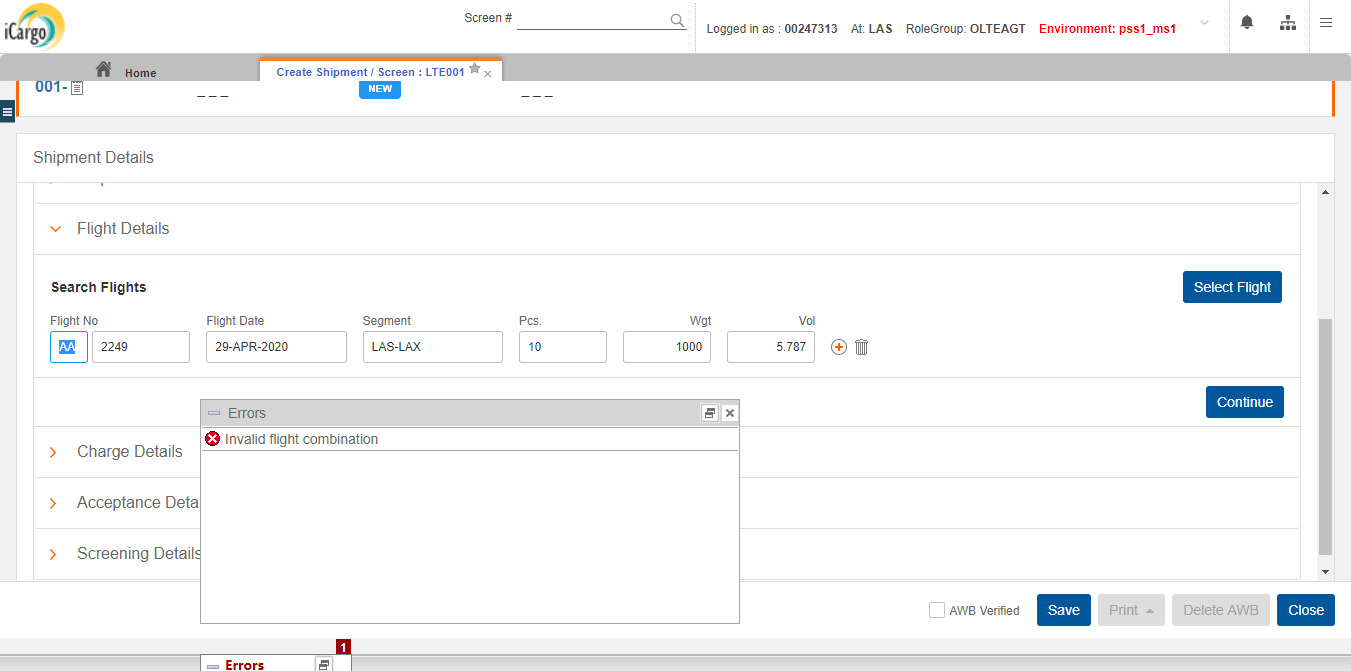 iCargo
Screen #
Logged in as : 00247313 At: LAS RoleGroup: OLTEAGT Environment: pss1_ms1
Home
Create Shipment / Screen : LTE001
001-
_ _ _
NEW
_ _ _
Shipment Details
Flight Details
Search Flights
Select Flight
Flight No Flight Date Segment Pcs. Wgt Vol
AA 2249 29-APR-2020 LAS-LAX 10 1000 5.787
Continue
Errors
Invalid flight combination
Charge Details
Acceptance Deta
Screening Details
AWB Verified Save Print Delete AWB Close
1
Errors